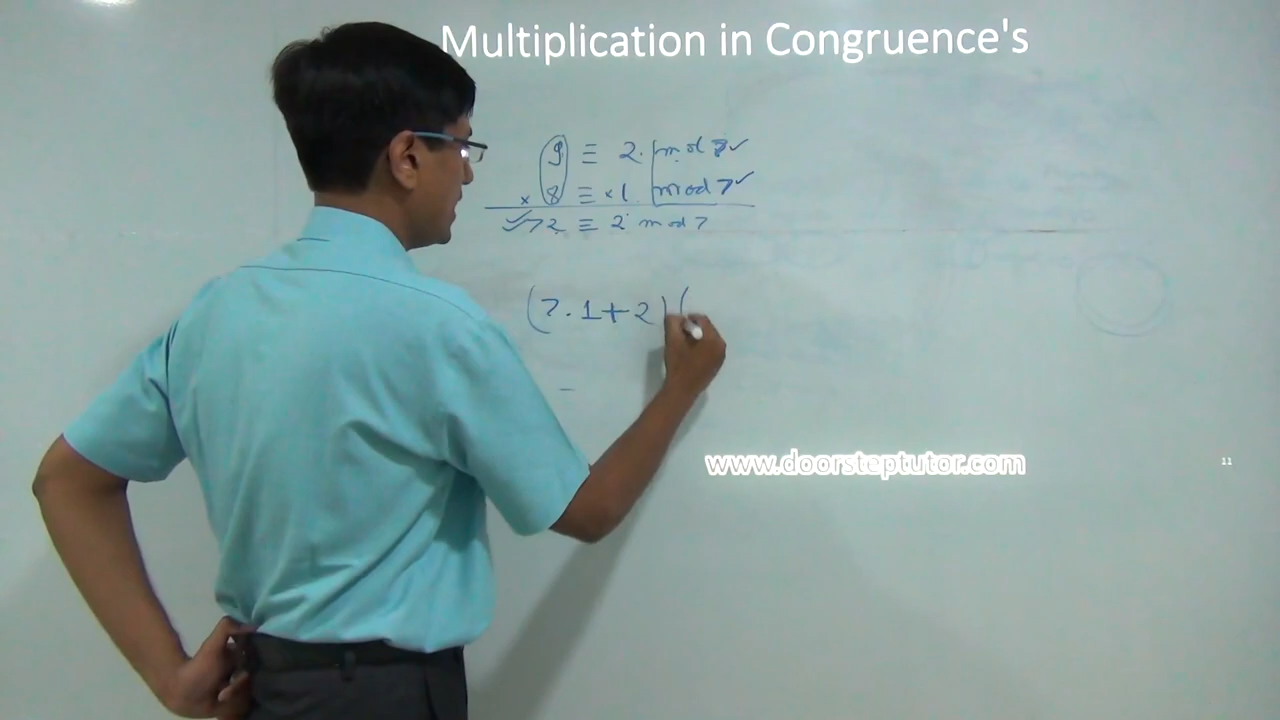 Multiplication in Congruence's
9 ≡ 2. mod 7 ✓
× 8 ≡ ×1. mod 7 ✓
✓ 72 ≡ 2 mod 7
(7.1+2)(
–
www.doorsteptutor.com
11